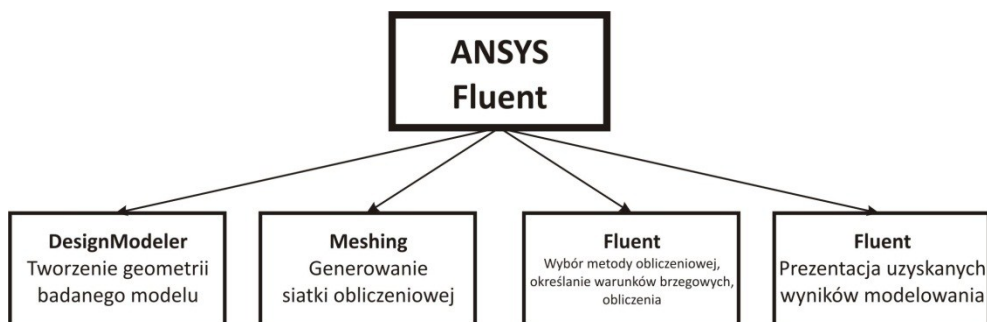 ANSYS
Fluent
DesignModeler
Tworzenie geometrii
badanego modelu
Meshing
Generowanie
siatki obliczeniowej
Fluent
Wybór metody obliczeniowej,
określanie warunków brzegowych,
obliczenia
Fluent
Prezentacja uzyskanych
wyników modelowania